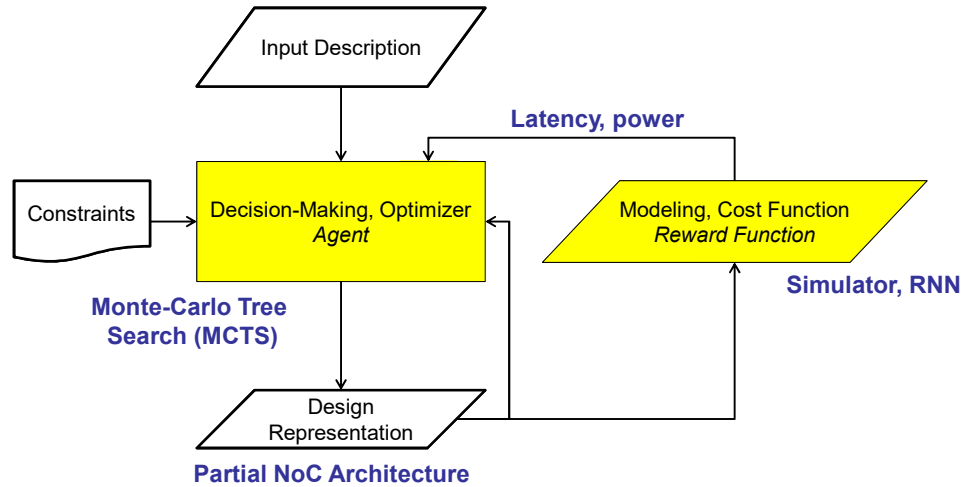 Input Description
Latency, power
Constraints
Decision-Making, Optimizer
Agent
Modeling, Cost Function
Reward Function
Simulator, RNN
Monte-Carlo Tree
Search (MCTS)
Design
Representation
Partial NoC Architecture